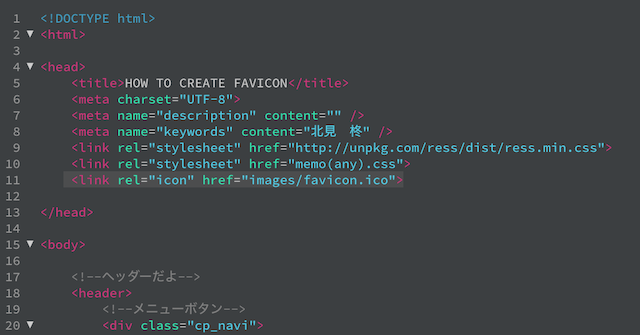 1 <!DOCTYPE html>
2 ▼ <html>
3
4 ▼ <head>
5 <title>HOW TO CREATE FAVICON</title>
6 <meta charset="UTF-8">
7 <meta name="description" content="" />
8 <meta name="keywords" content="北見　柊" />
9 <link rel="stylesheet" href="http://unpkg.com/ress/dist/ress.min.css">
10 <link rel="stylesheet" href="memo(any).css">
11 <link rel="icon" href="images/favicon.ico">
12
13 </head>
14
15 ▼ <body>
16
17 <!--ヘッダーだよ-->
18 <header>
19 <!--メニューボタン-->
20 ▼ <div class="cp_navi">